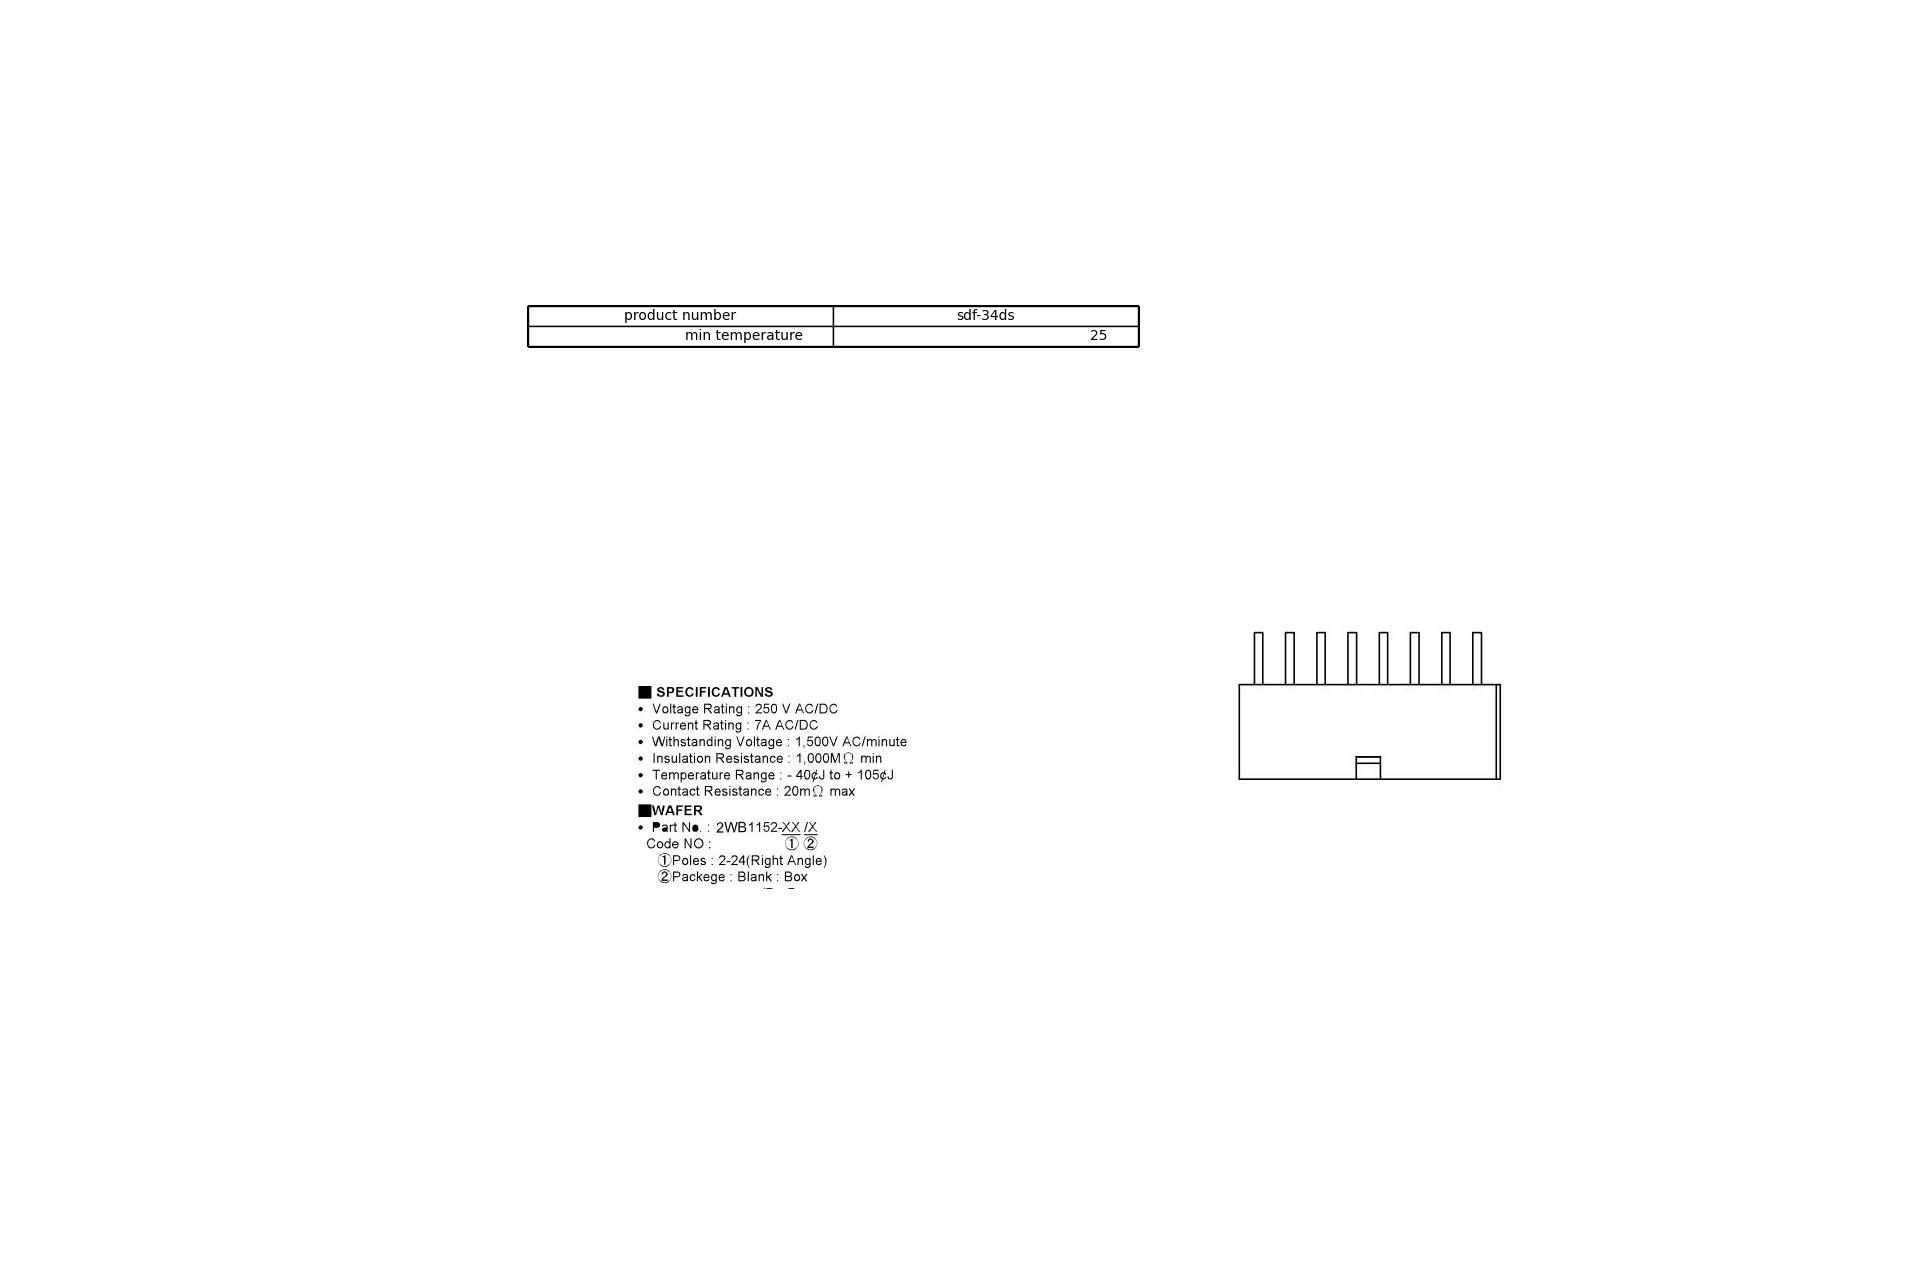 product number sdf-34ds
min temperature 25
■ SPECIFICATIONS
• Voltage Rating : 250 V AC/DC
• Current Rating : 7A AC/DC
• Withstanding Voltage : 1,500V AC/minute
• Insulation Resistance : 1,000MΩ min
• Temperature Range : - 40¢J to + 105¢J
• Contact Resistance : 20mΩ max
■WAFER
• Part No. : 2WB1152-XX /X
Code NO : ① ②
①Poles : 2-24(Right Angle)
②Packege : Blank : Box